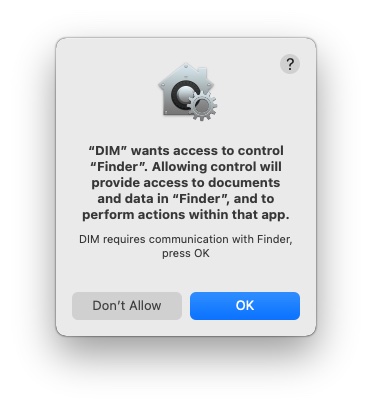 ?
“DIM” wants access to control
“Finder”. Allowing control will
provide access to documents
and data in “Finder”, and to
perform actions within that app.
DIM requires communication with Finder,
press OK
Don’t Allow
OK